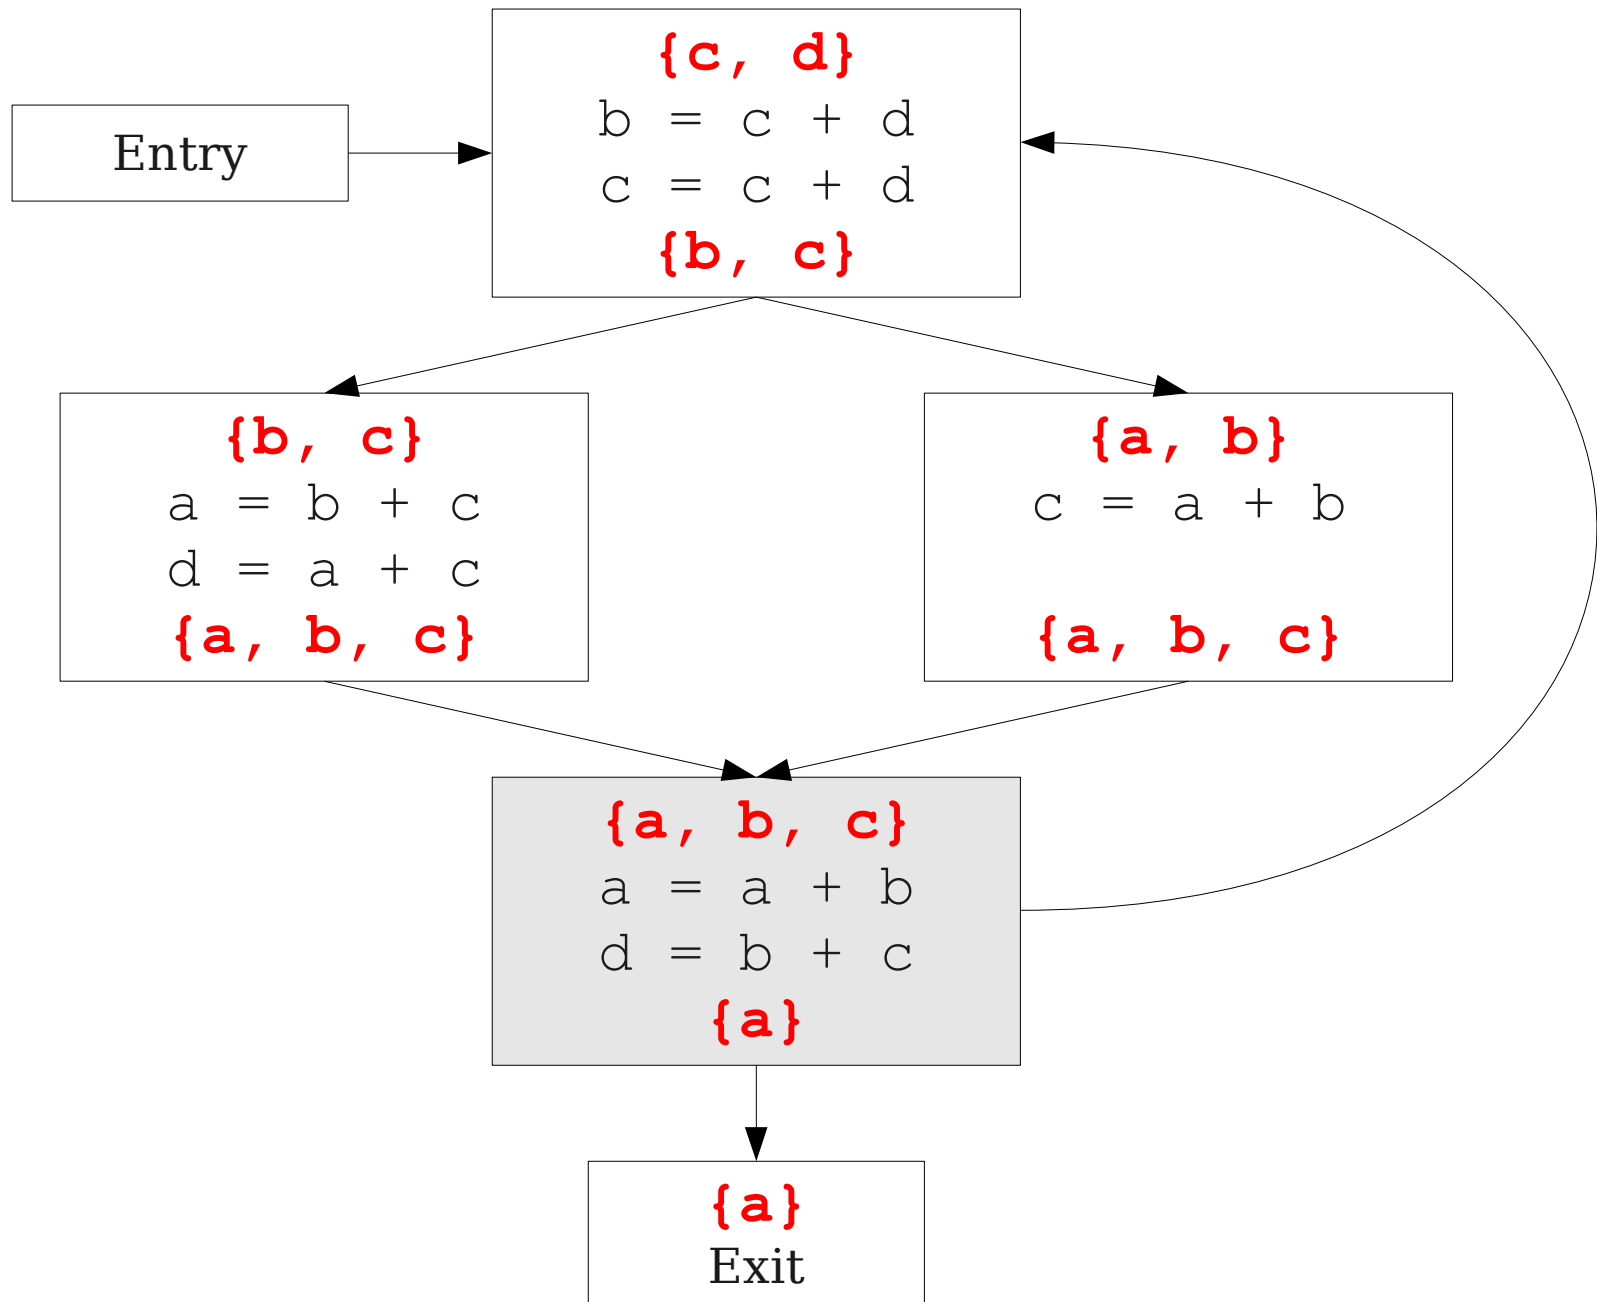 Entry
{c, d}
b = c + d
c = c + d
{b, c}
{b, c}
a = b + c
d = a + c
{a, b, c}
{a, b}
c = a + b
{a, b, c}
{a, b, c}
a = a + b
d = b + c
{a}
{a}
Exit